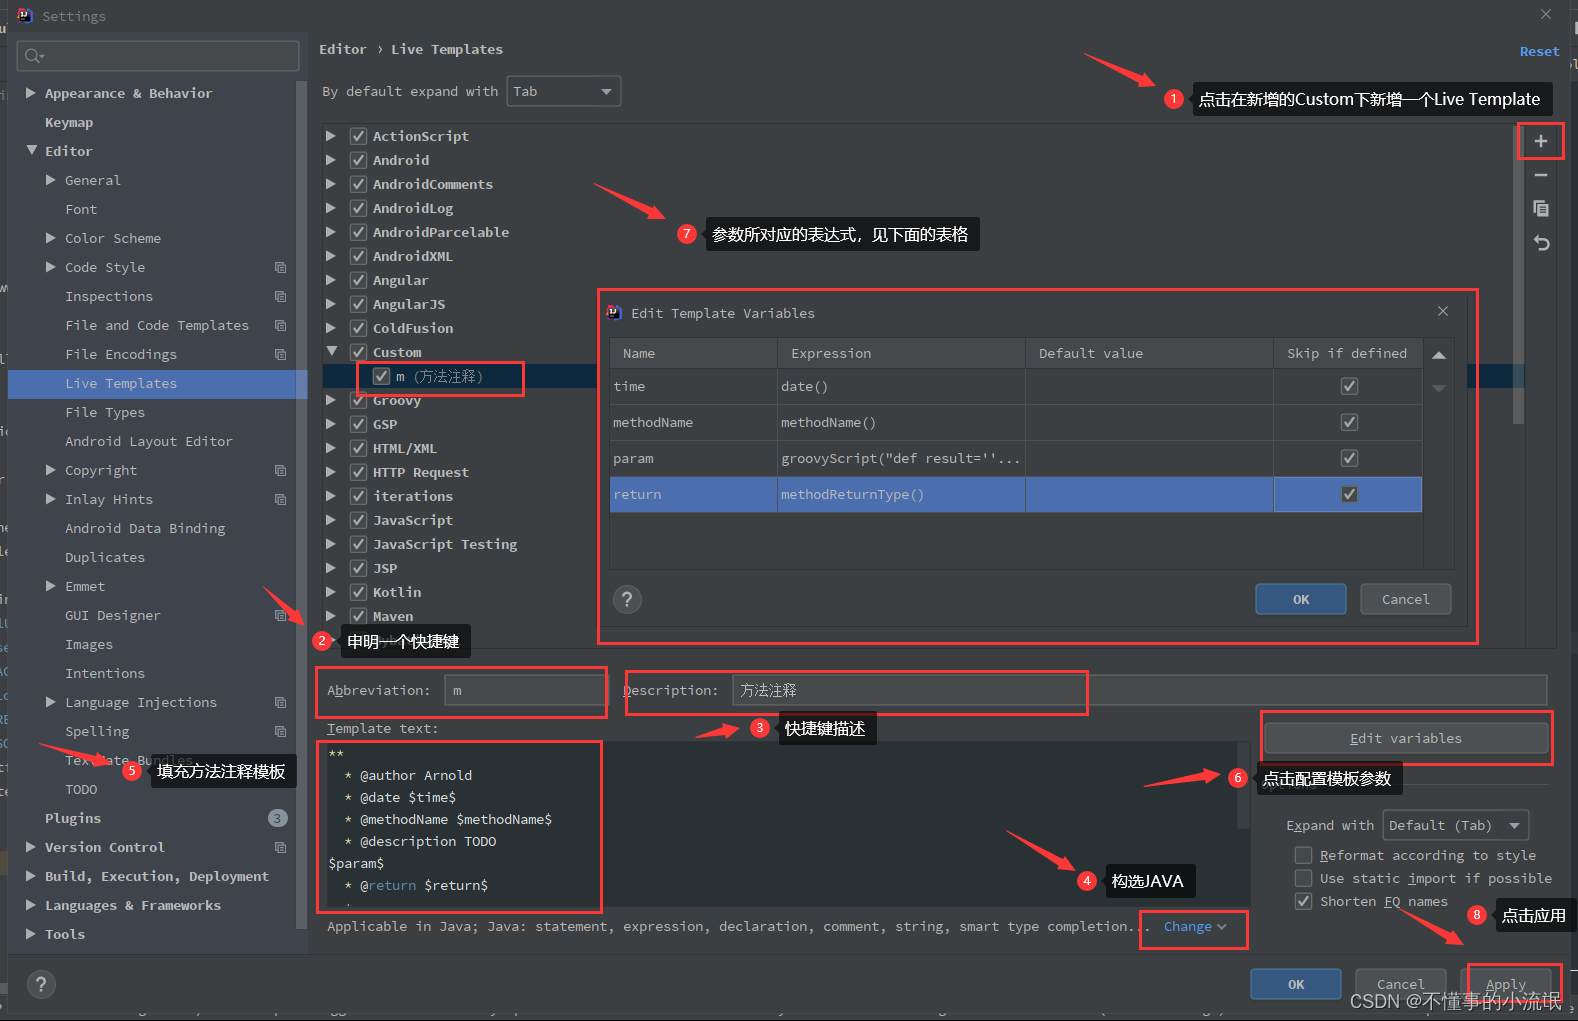 Settings
Editor › Live Templates
Reset
By default expand with Tab
1 点击在新增的Custom下新增一个Live Template
Appearance & Behavior
Keymap
Editor
General
Font
Color Scheme
Code Style
Inspections
File and Code Templates
File Encodings
Live Templates
File Types
Android Layout Editor
Copyright
Inlay Hints
Android Data Binding
Duplicates
Emmet
GUI Designer
Images
Intentions
Language Injections
Spelling
TextMate Bundles
TODO
Plugins 3
Version Control
Build, Execution, Deployment
Languages & Frameworks
Tools
ActionScript
Android
AndroidComments
AndroidLog
AndroidParcelable
AndroidXML
Angular
AngularJS
ColdFusion
Custom
m (方法注释)
Groovy
GSP
HTML/XML
HTTP Request
iterations
JavaScript
JavaScript Testing
JSP
Kotlin
Maven
7 参数所对应的表达式，见下面的表格
Edit Template Variables
Name Expression Default value Skip if defined
time date()
methodName methodName()
param groovyScript("def result=''...
return methodReturnType()
? OK Cancel
2 申明一个快捷键
Abbreviation: m
Description: 方法注释
3 快捷键描述
Template text:
**
* @author Arnold
* @date $time$
* @methodName $methodName$
* @description TODO
$param$
* @return $return$
5 填充方法注释模板
Edit variables
6 点击配置模板参数
Options
Expand with Default (Tab)
Reformat according to style
Use static import if possible
Shorten FQ names
4 构选JAVA
8 点击应用
Applicable in Java; Java: statement, expression, declaration, comment, string, smart type completion... Change
? OK Cancel Apply
CSDN @不懂事的小流氓